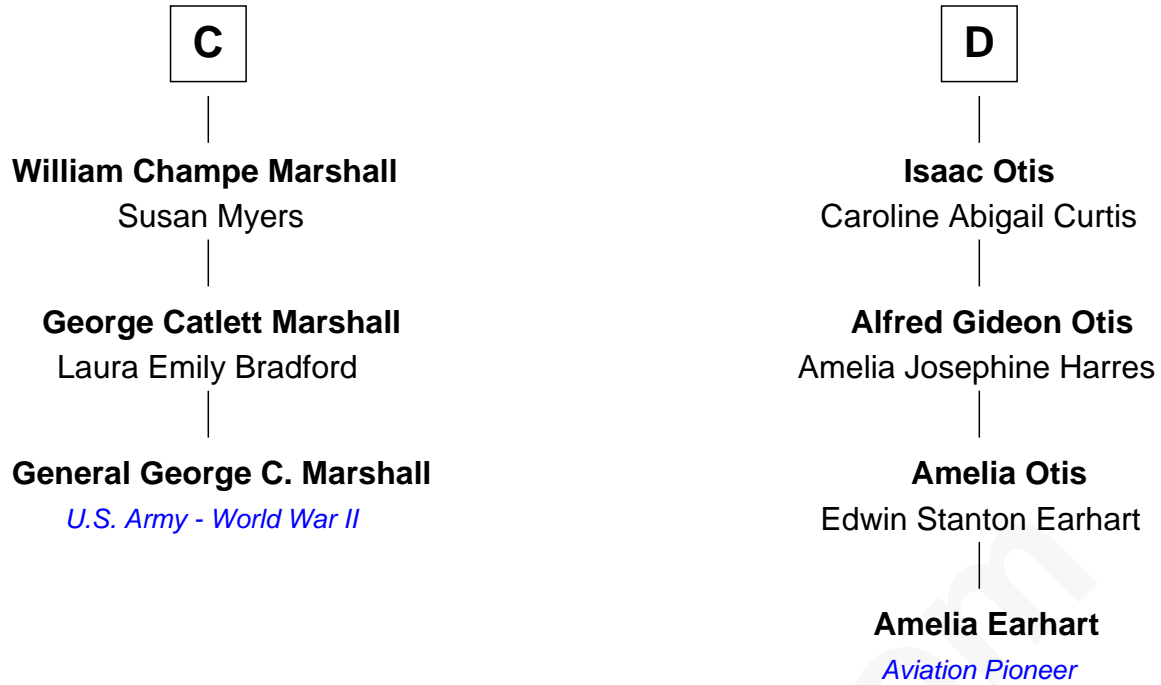 C
William Champe Marshall
Susan Myers
George Catlett Marshall
Laura Emily Bradford
General George C. Marshall
U.S. Army - World War II
D
Isaac Otis
Caroline Abigail Curtis
Alfred Gideon Otis
Amelia Josephine Harres
Amelia Otis
Edwin Stanton Earhart
Amelia Earhart
Aviation Pioneer
om